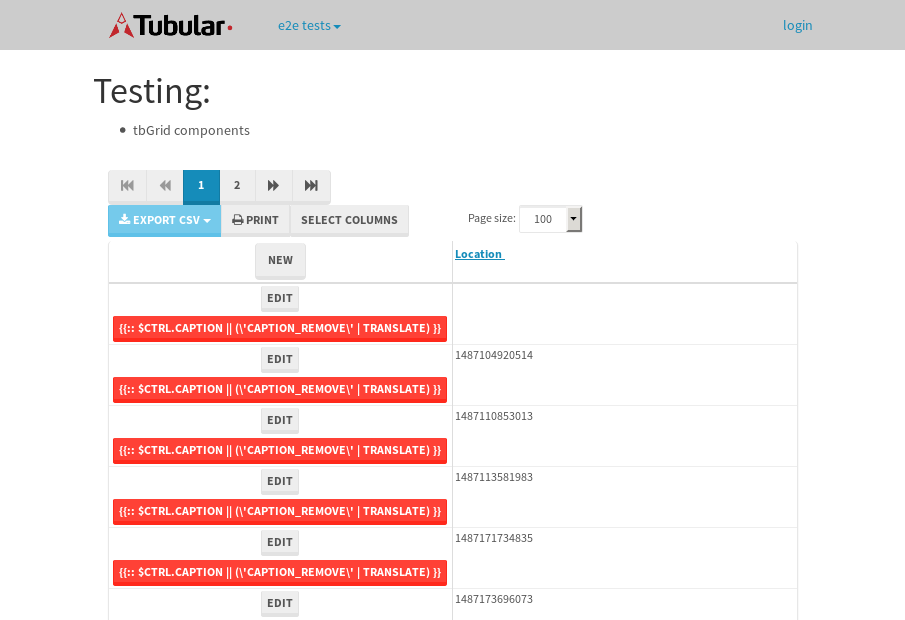 Tubular
e2e tests
login
Testing:
tbGrid components
1
2
EXPORT CSV
PRINT
SELECT COLUMNS
Page size:
100
NEW
Location
EDIT
{{:: $CTRL.CAPTION || (\'CAPTION_REMOVE\' | TRANSLATE) }}
EDIT
1487104920514
{{:: $CTRL.CAPTION || (\'CAPTION_REMOVE\' | TRANSLATE) }}
EDIT
1487110853013
{{:: $CTRL.CAPTION || (\'CAPTION_REMOVE\' | TRANSLATE) }}
EDIT
1487113581983
{{:: $CTRL.CAPTION || (\'CAPTION_REMOVE\' | TRANSLATE) }}
EDIT
1487171734835
{{:: $CTRL.CAPTION || (\'CAPTION_REMOVE\' | TRANSLATE) }}
EDIT
1487173696073